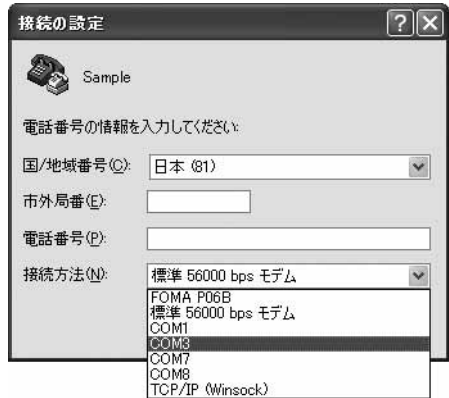 接続の設定
Sample
電話番号の情報を入力してください:
国/地域番号(C): 日本 (81)
市外局番(E):
電話番号(P):
接続方法(N): 標準 56000 bps モデム
FOMA P06B
標準 56000 bps モデム
COM1
COM3
COM7
COM8
TCP/IP (Winsock)